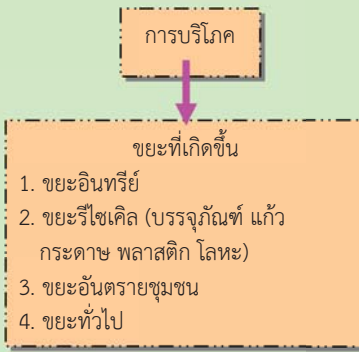 การบริโภค
ขยะที่เกิดขึ้น
1. ขยะอินทรีย์
2. ขยะรีไซเคิล (บรรจุภัณฑ์ แก้ว
กระดาษ พลาสติก โลหะ)
3. ขยะอันตรายชุมชน
4. ขยะทั่วไป